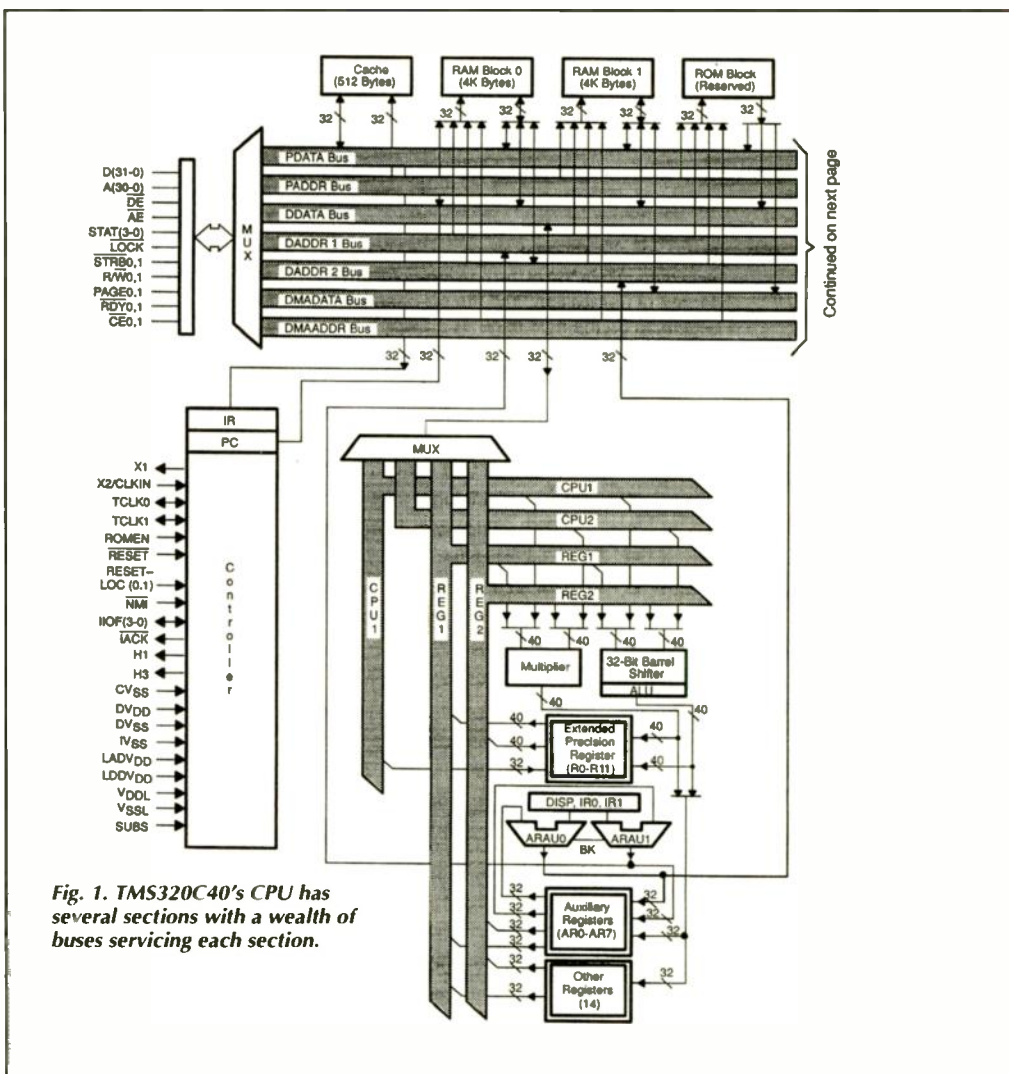 Cache
(512 Bytes)
RAM Block 0
(4K Bytes)
RAM Block 1
(4K Bytes)
ROM Block
(Reserved)
32
32
32
32
32
32
32
32
PDATA Bus
PADDR Bus
DDATA Bus
DADDR 1 Bus
DADDR 2 Bus
DMADATA Bus
DMAADDR Bus
MUX
D(31-0)
A(30-0)
DE
AE
STAT(3-0)
LOCK
STRB0,1
R/W0,1
PAGE0,1
RDY0,1
CE0,1
Continued on next page
32
32
32
32
32
IR
PC
Controller
X1
X2/CLKIN
TCLK0
TCLK1
ROMEN
RESET
RESET-
LOC (0.1)
NMI
IIOF(3-0)
IACK
H1
H3
CVSS
DVDD
DVSS
IVSS
LADVDD
LDDVDD
VDDL
VSSL
SUBS
MUX
CPU1
CPU2
REG1
REG2
CPU1
REG1
REG2
40
40
40
40
Multiplier
32-Bit Barrel
Shifter
ALU
40
40
40
40
32
Extended
Precision
Register
(R0-R11)
40
40
DISP, IR0, IR1
ARAU0
BK
ARAU1
32
32
32
32
Auxiliary
Registers
(AR0-AR7)
32
32
32
32
32
Other
Registers
(14)
32
Fig. 1. TMS320C40's CPU has
several sections with a wealth of
buses servicing each section.